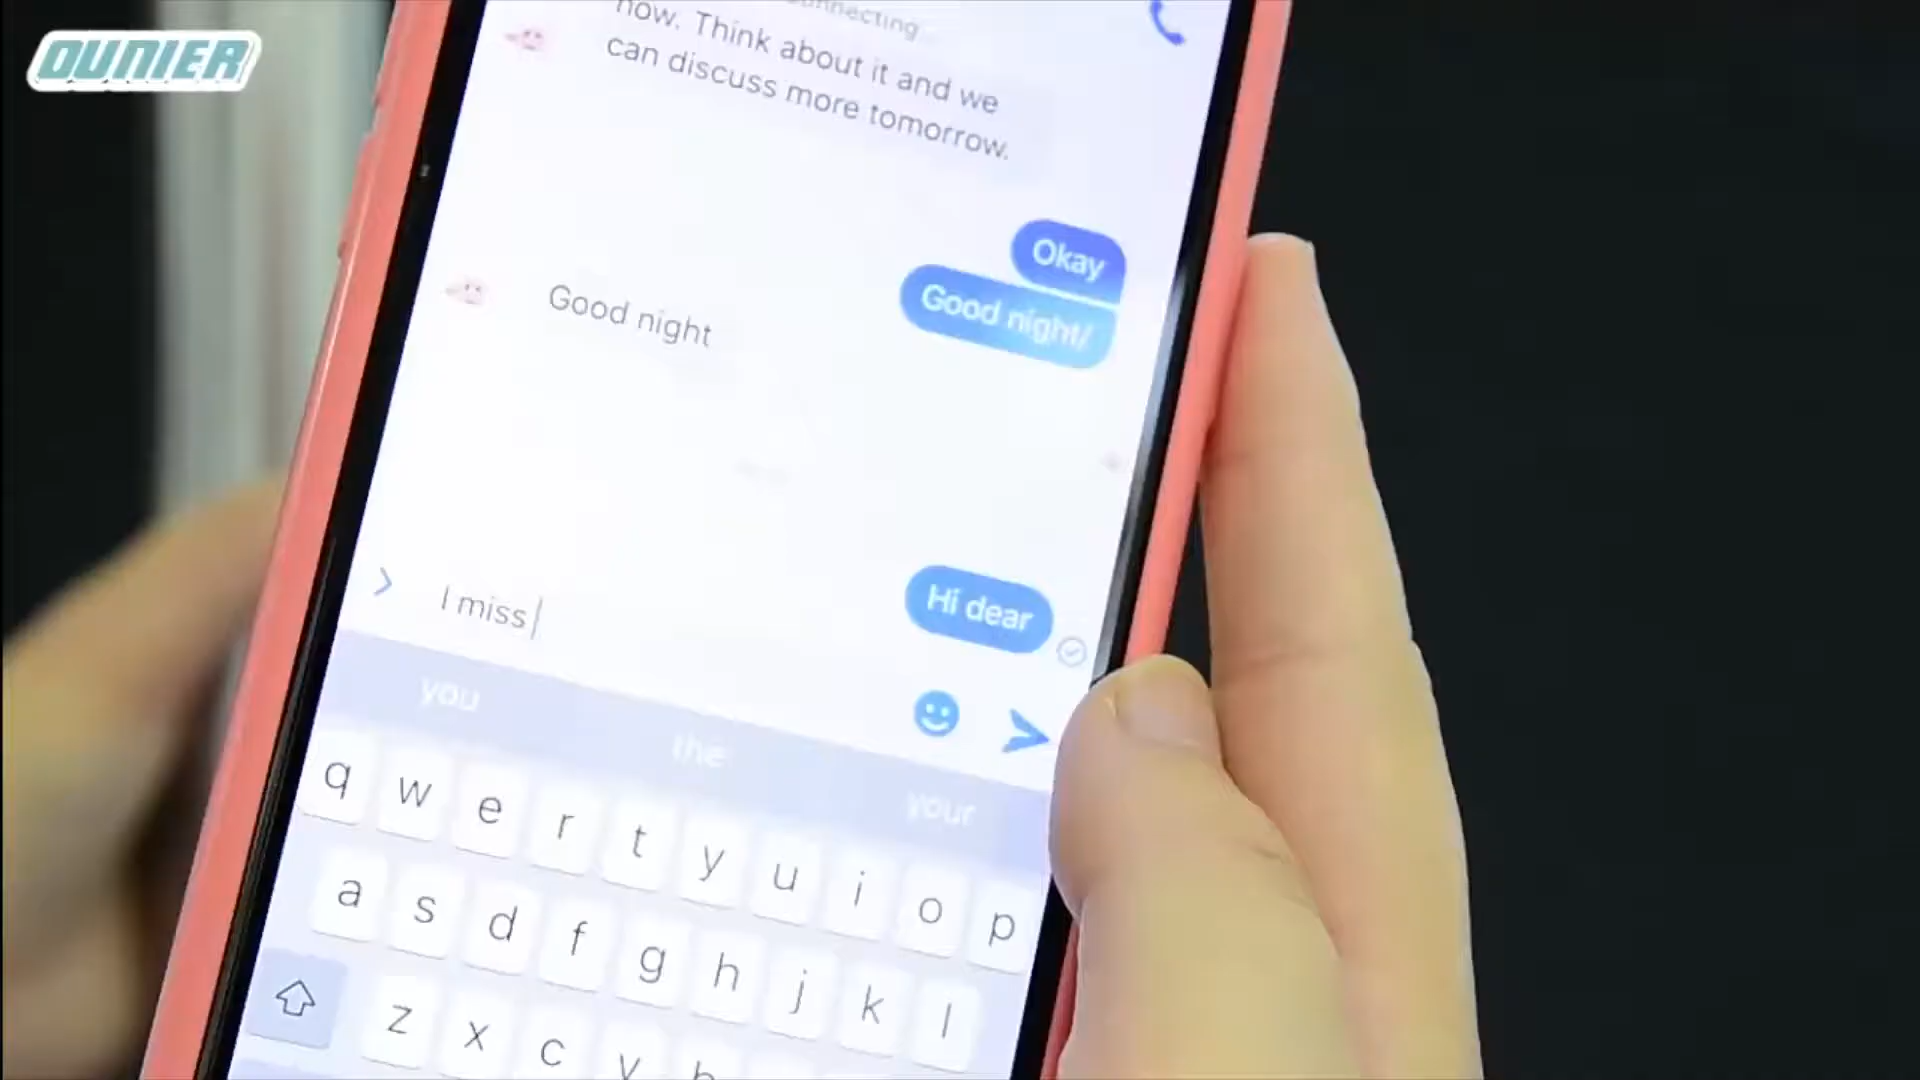 OUNIER
Connecting...
now. Think about it and we
can discuss more tomorrow.
Okay
Good night/
Good night
Hi dear
I miss
you
the
your
q w e r t y u i o p
a s d f g h j k l
z x c v b